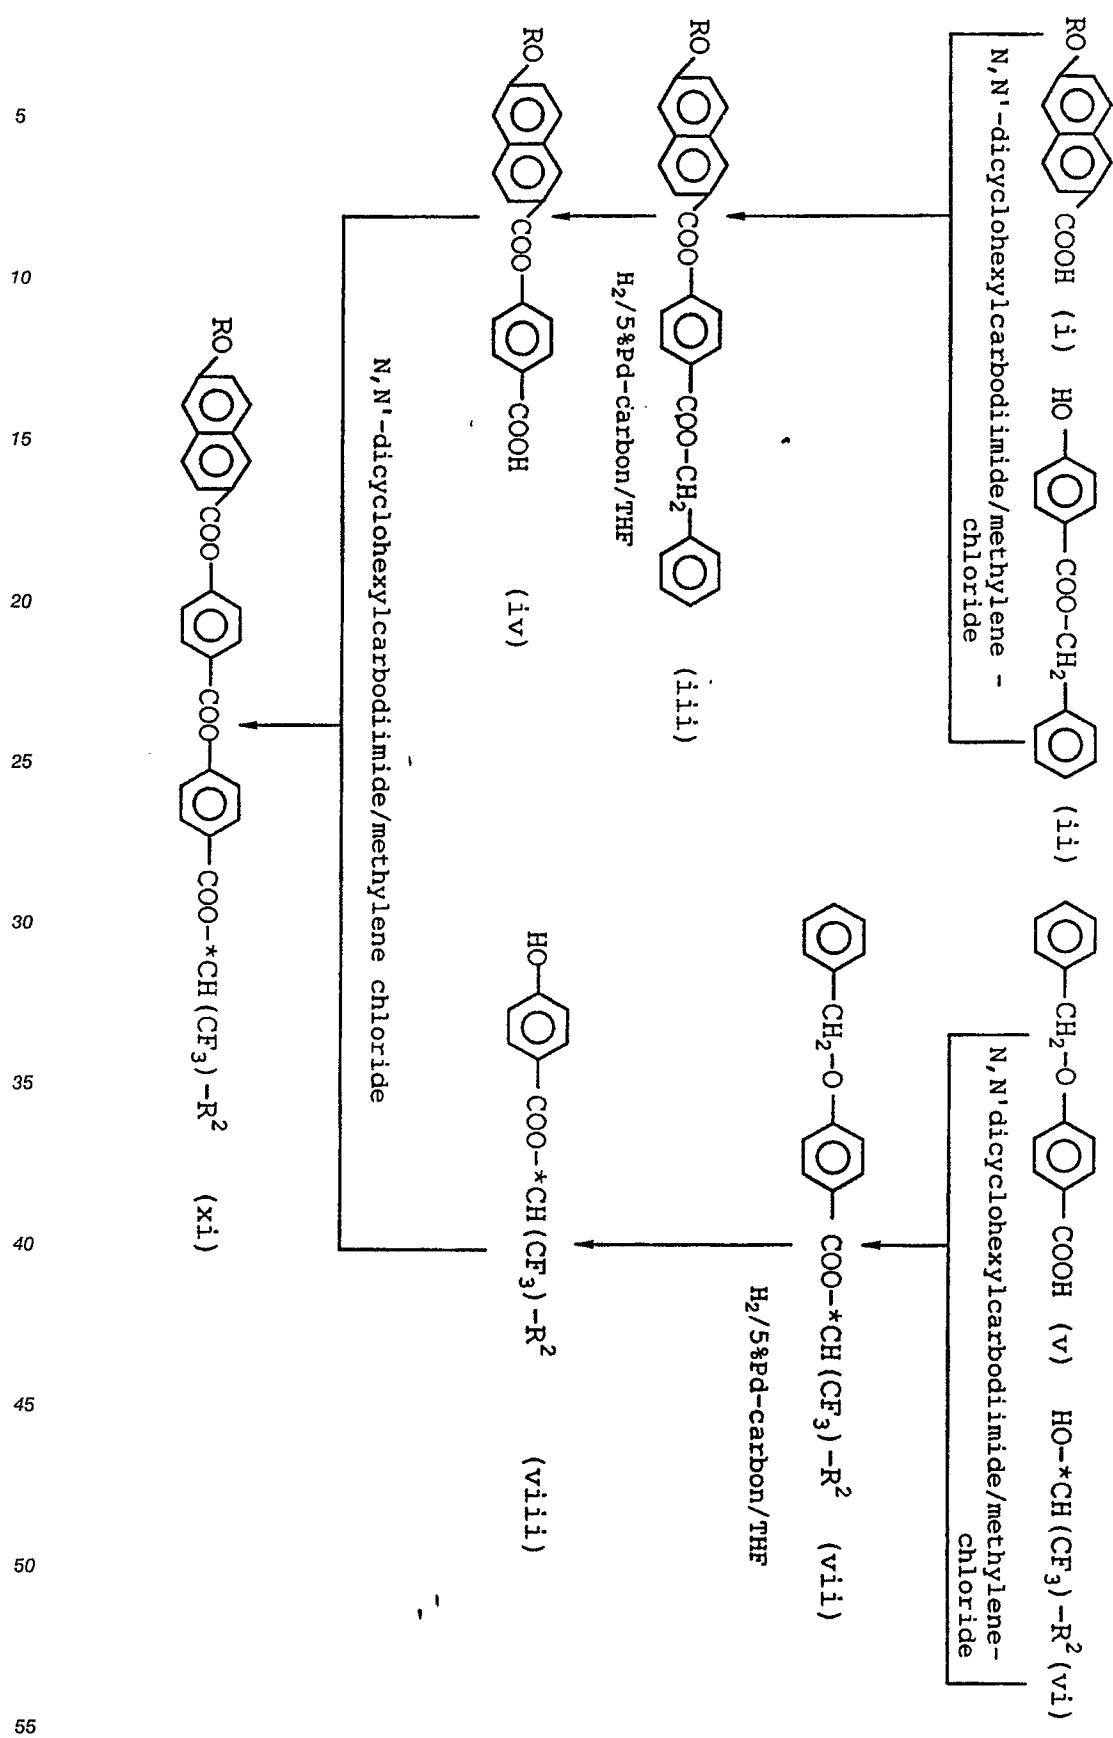 RO COOH (i) HO COO-CH2 (ii) CH2-O COOH (v) HO-*CH(CF3)-R2 (vi)
N,N'-dicyclohexylcarbodiimide/methylene -
chloride
N,N'dicyclohexylcarbodiimide/methylene-
chloride
RO COO COO-CH2 (iii)
CH2-O COO-*CH(CF3)-R2 (vii)
H2/5%Pd-carbon/THF
H2/5%Pd-carbon/THF
RO COO COOH (iv)
HO COO-*CH(CF3)-R2 (viii)
N,N'-dicyclohexylcarbodiimide/methylene chloride
RO COO COO COO-*CH(CF3)-R2 (xi)
5
10
15
20
25
30
35
40
45
50
55